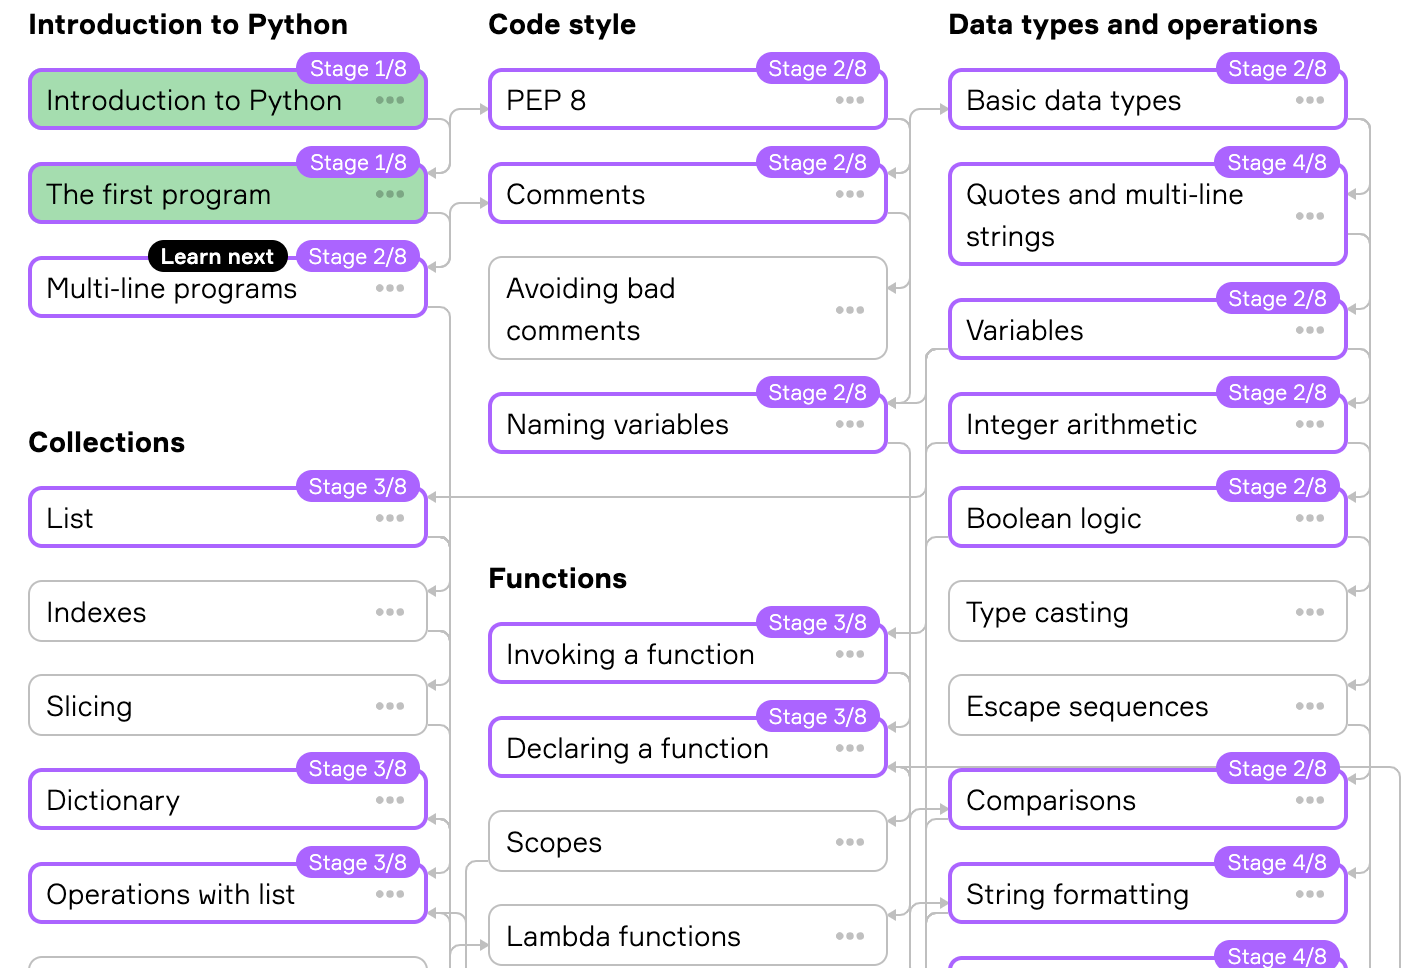 Introduction to Python
Stage 1/8
Introduction to Python
Stage 1/8
The first program
Learn next
Stage 2/8
Multi-line programs
Collections
Stage 3/8
List
Indexes
Slicing
Stage 3/8
Dictionary
Stage 3/8
Operations with list
Code style
Stage 2/8
PEP 8
Stage 2/8
Comments
Avoiding bad
comments
Stage 2/8
Naming variables
Functions
Stage 3/8
Invoking a function
Stage 3/8
Declaring a function
Scopes
Lambda functions
Data types and operations
Stage 2/8
Basic data types
Stage 4/8
Quotes and multi-line
strings
Stage 2/8
Variables
Stage 2/8
Integer arithmetic
Stage 2/8
Boolean logic
Type casting
Escape sequences
Stage 2/8
Comparisons
Stage 4/8
String formatting
Stage 4/8